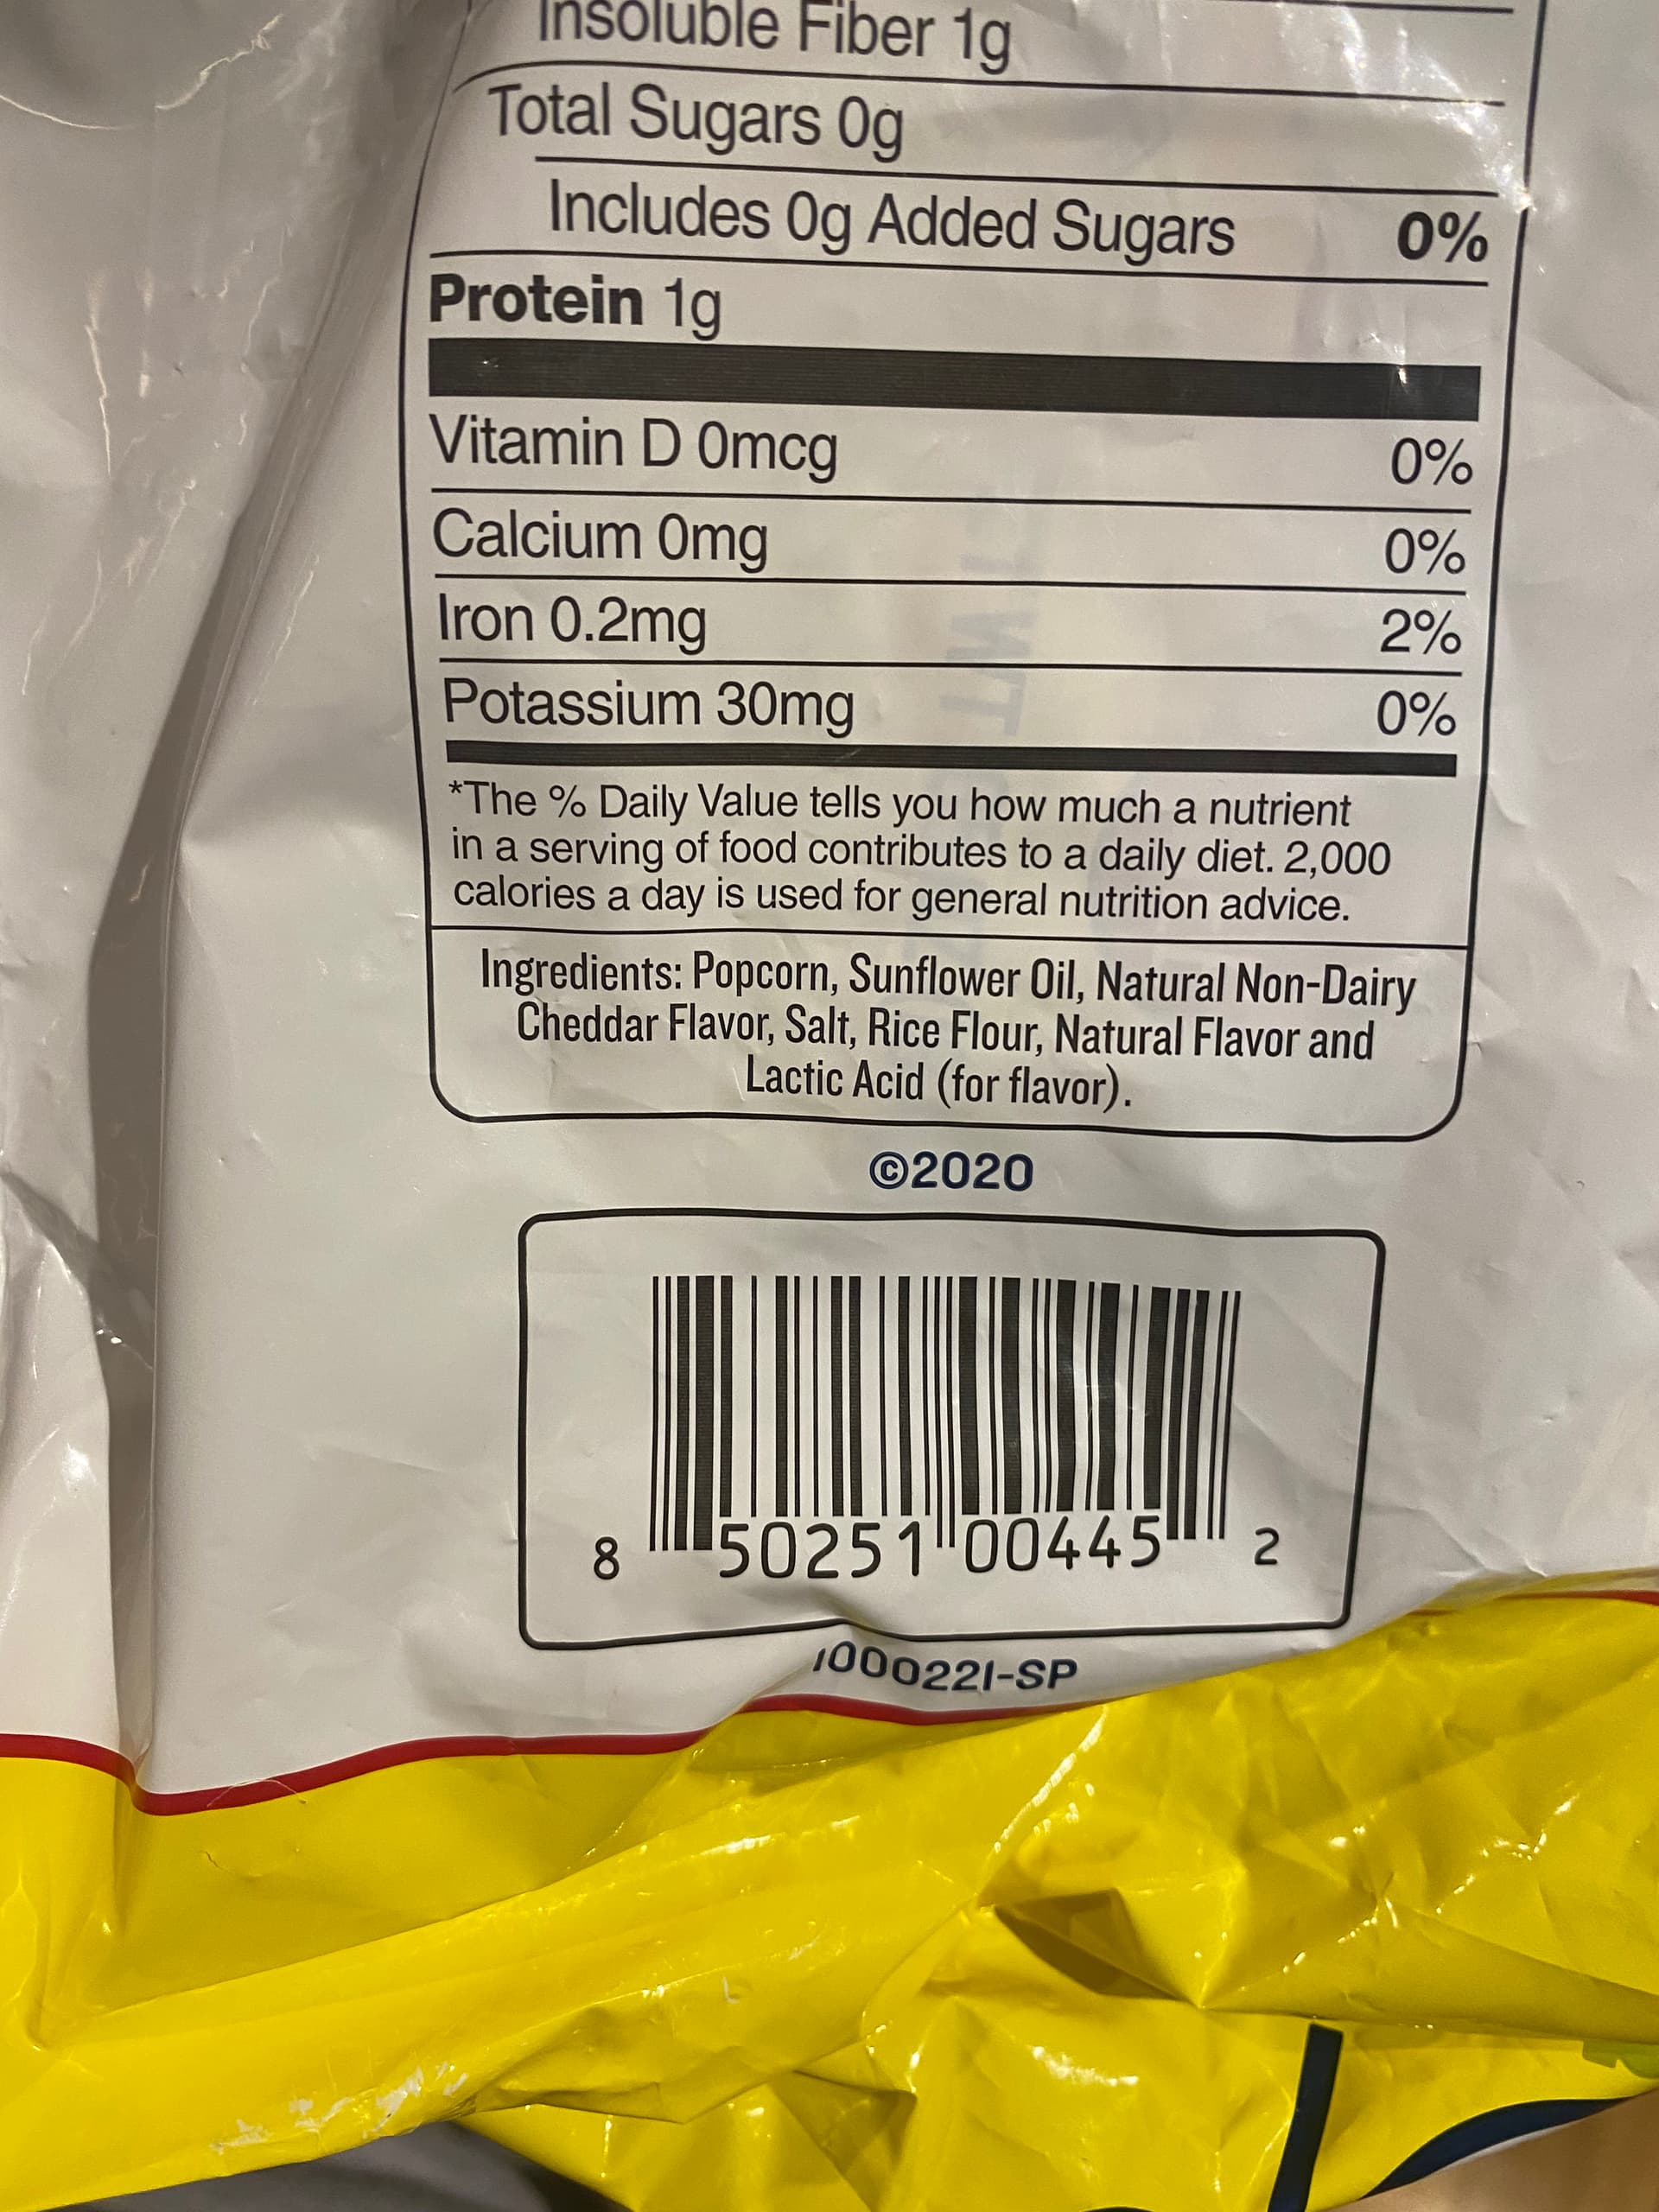 Insoluble Fiber 1g
Total Sugars 0g
Includes 0g Added Sugars 0%
Protein 1g
Vitamin D 0mcg 0%
Calcium 0mg 0%
Iron 0.2mg 2%
Potassium 30mg 0%
*The % Daily Value tells you how much a nutrient
in a serving of food contributes to a daily diet. 2,000
calories a day is used for general nutrition advice.
Ingredients: Popcorn, Sunflower Oil, Natural Non-Dairy
Cheddar Flavor, Salt, Rice Flour, Natural Flavor and
Lactic Acid (for flavor).
©2020
8 50251 00445 2
1000221-SP